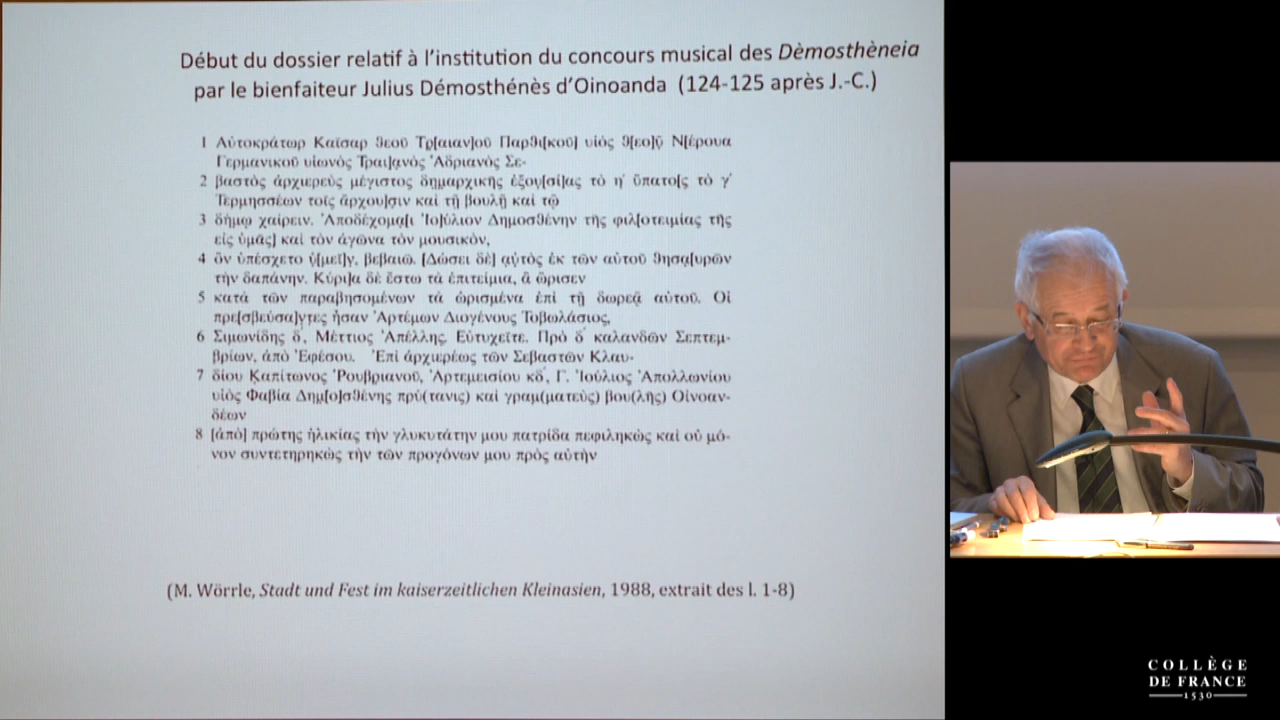 Début du dossier relatif à l’institution du concours musical des Dèmosthèneia
par le bienfaiteur Julius Démosthénès d’Oinoanda (124-125 après J.-C.)
1 Αὐτοκράτωρ Καῖσαρ θεοῦ Τρ[αιαν]οῦ Παρθι[κοῦ] υἱὸς θ[εο]ῦ Ν[έρουα
Γερμανικοῦ υἱωνὸς Τραι]ανὸς Ἁδριανὸς Σε-
2 βαστὸς ἀρχιερεὺς μέγιστος δημαρχικῆς ἐξου[σί]ας τὸ η´ ὕπατο[ς τὸ γ´
Τερμησσέων τοῖς ἄρχου]σιν καὶ τῇ βουλῇ καὶ τῷ
3 δήμῳ χαίρειν. Ἀποδέχομα[ι Ἰο]ύλιον Δημοσθένην τῆς φιλ[οτειμίας τῆς
εἰς ὑμᾶς] καὶ τὸν ἀγῶνα τὸν μουσικόν,
4 ὃν ὑπέσχετο ὑ[μεῖ]ν, βεβαιῶ. [Δώσει δὲ] αὐτὸς ἐκ τῶν αὑτοῦ θησα[υρῶν
τὴν δαπάνην. Κύρι]α δὲ ἔστω τὰ ἐπιτείμια, ἃ ὥρισεν
5 κατὰ τῶν παραβησομένων τὰ ὡρισμένα ἐπὶ τῇ δωρεᾷ αὐτοῦ. Οἱ
πρε[σβεύσα]ντες ἦσαν Ἀρτέμων Διογένους Τοβωλάσιος,
6 Σιμωνίδης δ´, Μέττιος Ἀπέλλης. Εὐτυχεῖτε. Πρὸ δ´ καλανδῶν Σεπτεμ-
βρίων, ἀπὸ Ἐφέσου. Ἐπὶ ἀρχιερέως τῶν Σεβαστῶν Κλαυ-
7 δίου Καπίτωνος Ῥουβριανοῦ, Ἀρτεμεισίου κδ´, Γ. Ἰούλιος Ἀπολλωνίου
υἱὸς Φαβία Δημ[ο]σθένης πρύ(τανις) καὶ γραμ(ματεὺς) βου(λῆς) Οἰνοαν-
δέων
8 [ἀπὸ] πρώτης ἡλικίας τὴν γλυκυτάτην μου πατρίδα πεφιληκὼς καὶ οὐ μό-
νον συντετηρηκὼς τὴν τῶν προγόνων μου πρὸς αὐτὴν
(M. Wörrle, Stadt und Fest im kaiserzeitlichen Kleinasien, 1988, extrait des l. 1-8)
COLLÈGE
DE FRANCE
1530